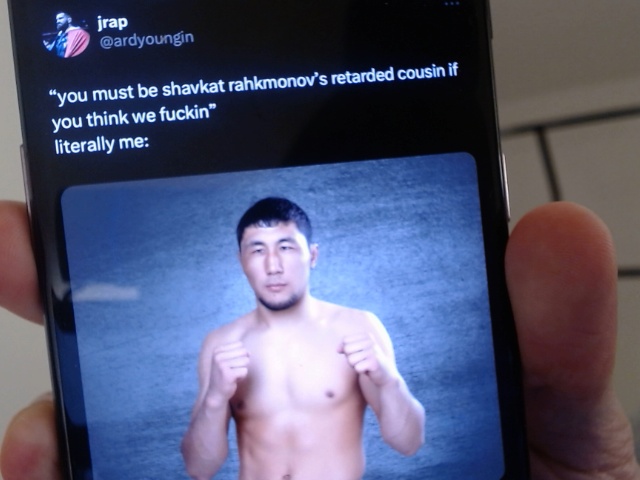 jrap
@ardyoungin
“you must be shavkat rahkmonov’s retarded cousin if
you think we fuckin”
literally me: